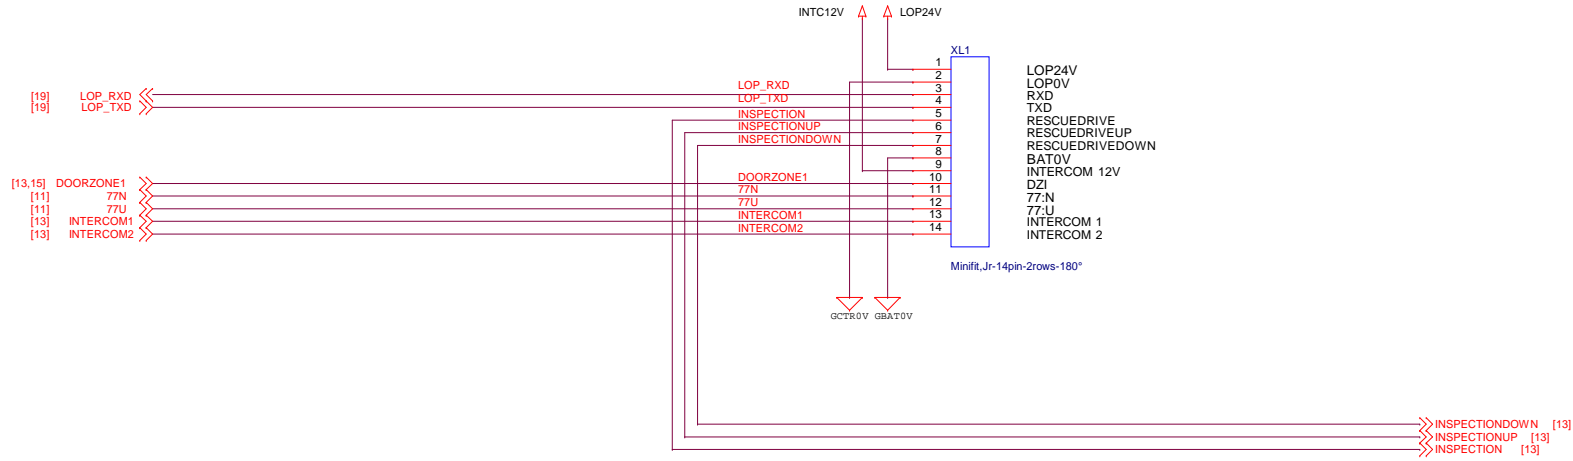 INTC12V LOP24V
XL1
1 LOP24V
2 LOP0V
[19] LOP_RXD LOP_RXD 3 RXD
[19] LOP_TXD LOP_TXD 4 TXD
INSPECTION 5 RESCUEDRIVE
INSPECTIONUP 6 RESCUEDRIVEUP
INSPECTIONDOWN 7 RESCUEDRIVEDOWN
8 BAT0V
9 INTERCOM 12V
[13,15] DOORZONE1 DOORZONE1 10 DZI
[11] 77N 77N 11 77:N
[11] 77U 77U 12 77:U
[13] INTERCOM1 INTERCOM1 13 INTERCOM 1
[13] INTERCOM2 INTERCOM2 14 INTERCOM 2
Minifit,Jr-14pin-2rows-180°
GCTR0V GBAT0V
INSPECTIONDOWN [13]
INSPECTIONUP [13]
INSPECTION [13]